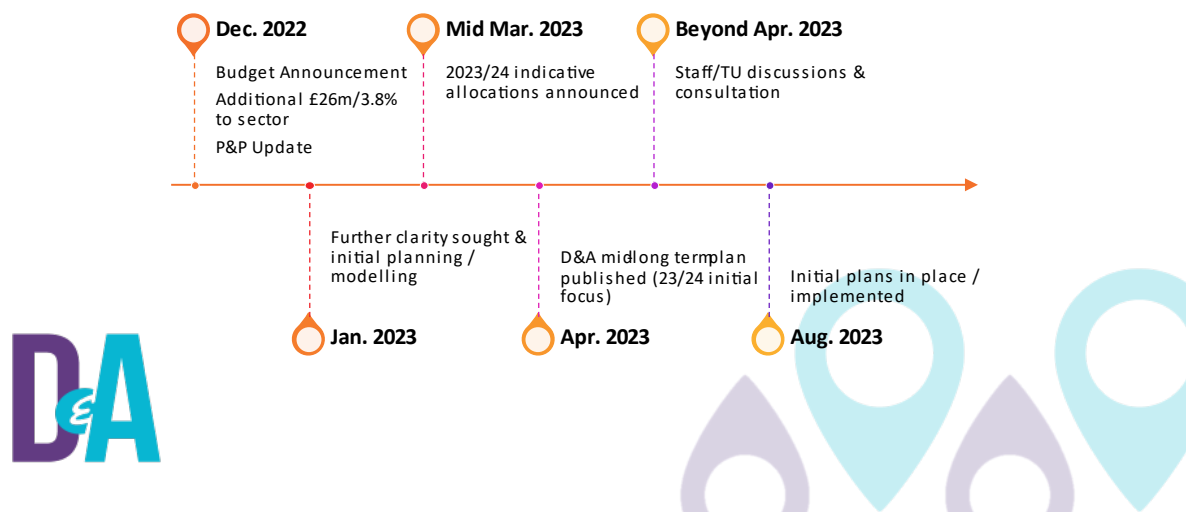 Dec. 2022
Budget Announcement
Additional £26m/3.8%
to sector
P&P Update
Mid Mar. 2023
2023/24 indicative
allocations announced
Beyond Apr. 2023
Staff/TU discussions &
consultation
Further clarity sought &
initial planning /
modelling
Jan. 2023
D&A midlong termplan
published (23/24 initial
focus)
Apr. 2023
Initial plans in place /
implemented
Aug. 2023
D&A